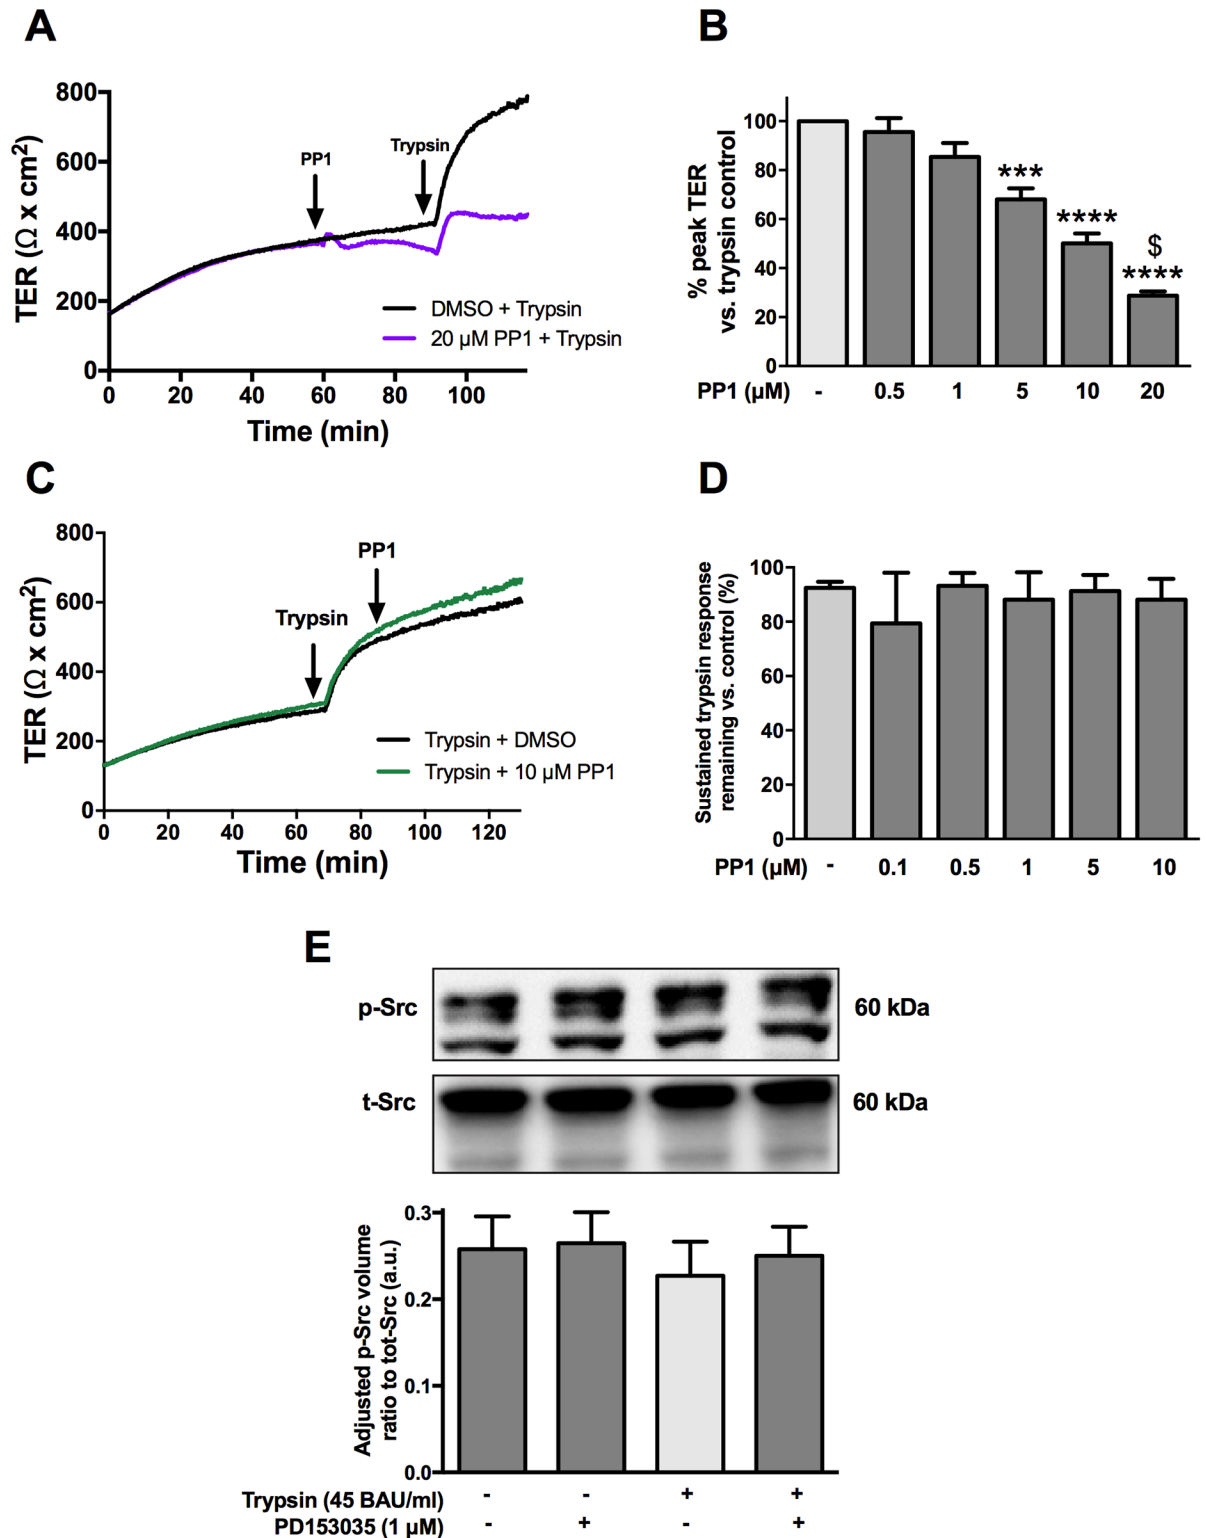 A
800
600
400
200
0
TER (Ω x cm²)
PP1
Trypsin
DMSO + Trypsin
20 µM PP1 + Trypsin
0 20 40 60 80 100
Time (min)
B
% peak TER
vs. trypsin control
100
80
60
40
20
0
***
****
$
****
PP1 (µM) - 0.5 1 5 10 20
C
800
600
400
200
0
TER (Ω x cm²)
Trypsin
PP1
Trypsin + DMSO
Trypsin + 10 µM PP1
0 20 40 60 80 100 120
Time (min)
D
Sustained trypsin response
remaining vs. control (%)
100
80
60
40
20
0
PP1 (µM) - 0.1 0.5 1 5 10
E
p-Src 60 kDa
t-Src 60 kDa
Adjusted p-Src volume
ratio to tot-Src (a.u.)
0.3
0.2
0.1
0.0
Trypsin (45 BAU/ml) - - + +
PD153035 (1 µM) - + - +